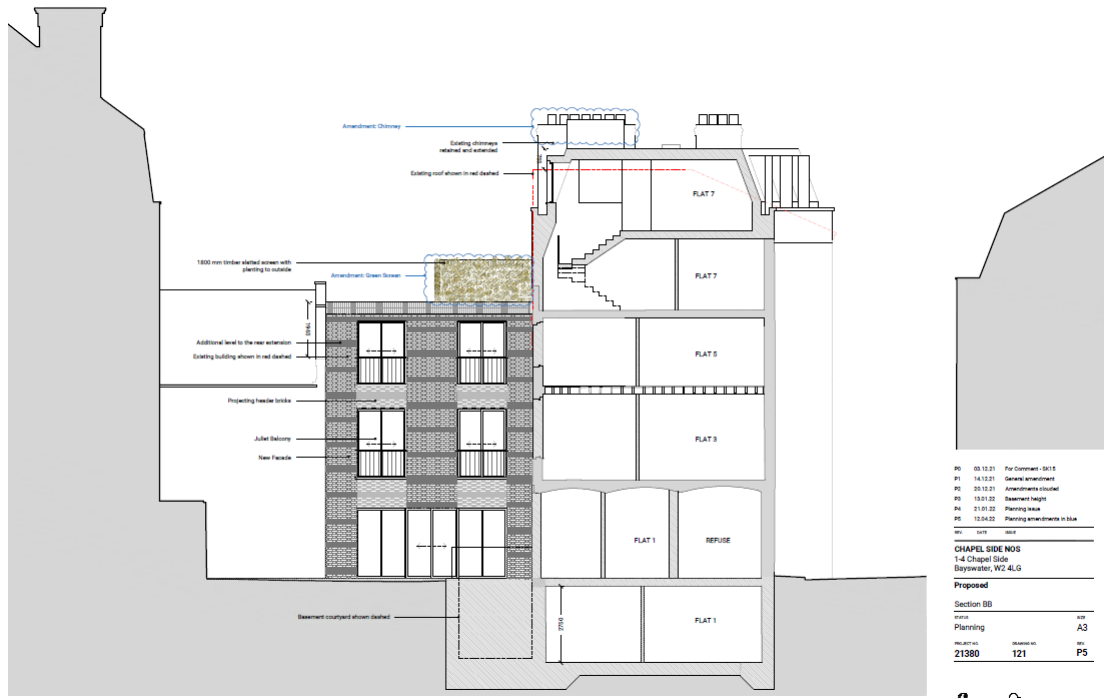 Amendment: Chimney
Existing chimneys
retained and extended
Existing roof shown in red dashed
FLAT 7
1800 mm timber slatted screen with
planting to outside
Amendment: Green Screen
FLAT 7
Additional level to the rear extension
Existing building shown in red dashed
FLAT 5
Projecting header bricks
Juliet Balcony
New Facade
FLAT 3
FLAT 1
REFUSE
Basement courtyard shown dashed
2750
FLAT 1
P0 03.12.21 For Comment - SK15
P1 14.12.21 General amendment
P2 20.12.21 Amendments clouded
P3 13.01.22 Basement height
P4 21.01.22 Planning issue
P5 12.04.22 Planning amendments in blue
REV DATE ISSUE
CHAPEL SIDE NOS
1-4 Chapel Side
Bayswater, W2 4LG
Proposed
Section BB
STATUS SIZE
Planning A3
PROJECT NO. DRAWING NO. REV
21380 121 P5